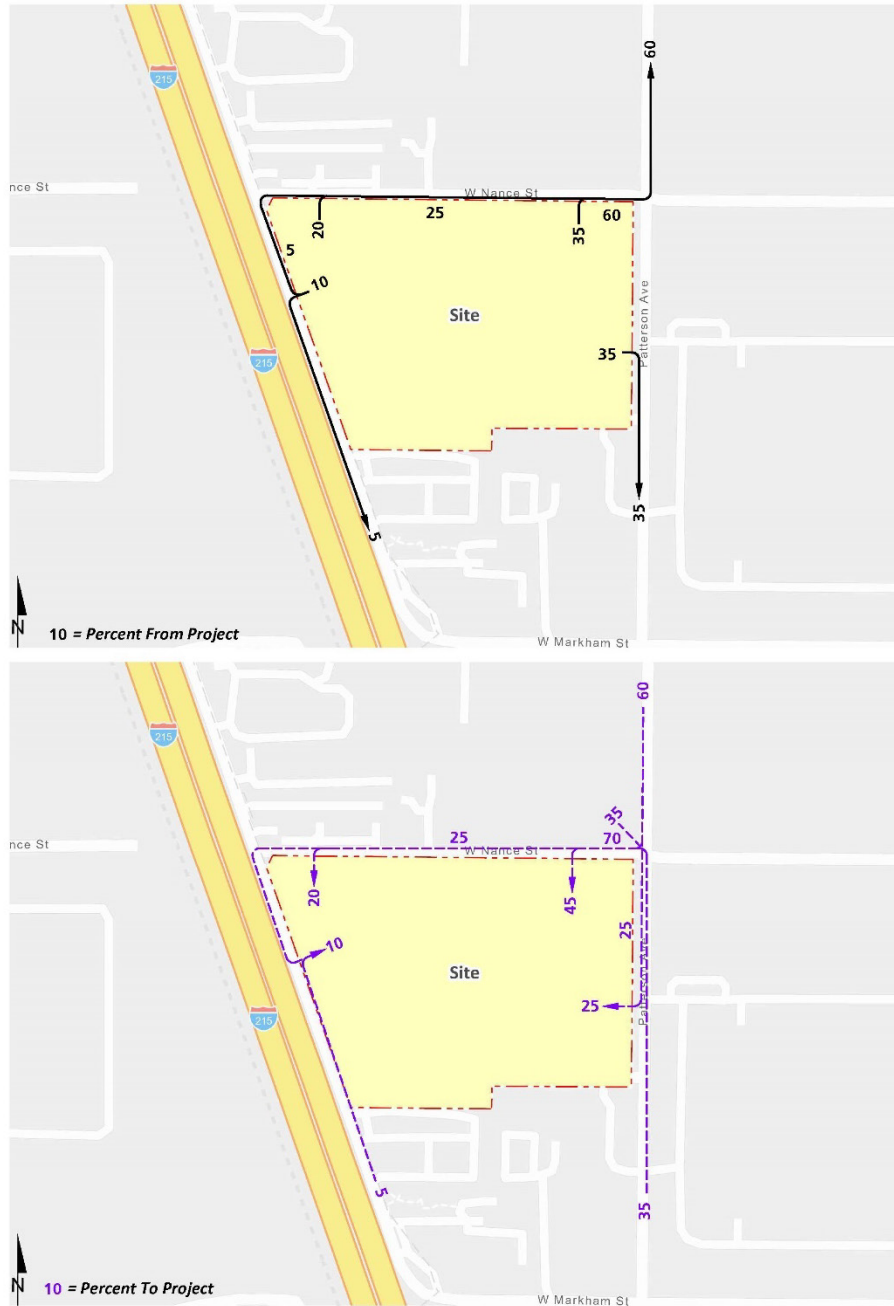 60
215
nce St
W Nance St
20
25
35
60
5
10
Site
Patterson Ave
35
215
35
5
N
10 = Percent From Project
W Markham St
60
215
35
25
70
nce St
W Nance St
20
45
25
10
Site
Patterson Ave
25
215
5
35
N
10 = Percent To Project
W Markham St